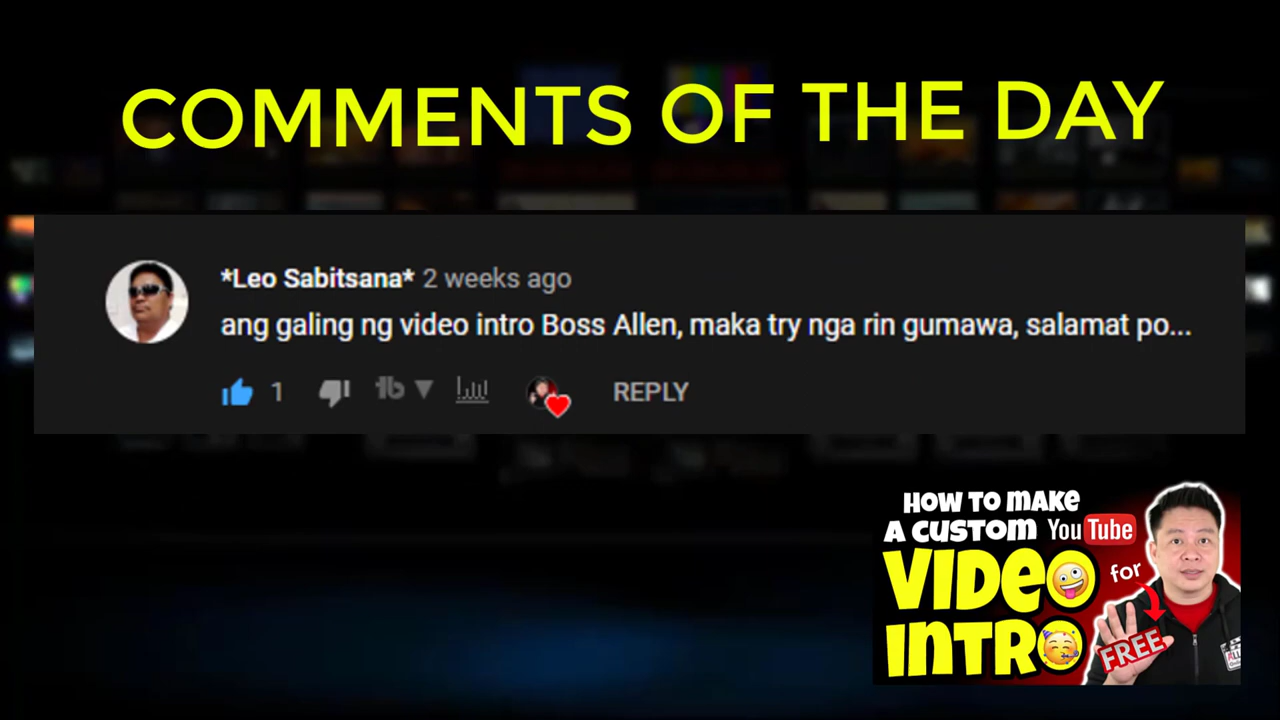 COMMENTS OF THE DAY
*Leo Sabitsana* 2 weeks ago
ang galing ng video intro Boss Allen, maka try nga rin gumawa, salamat po...
1
REPLY
HOW TO MAKE
A CUSTOM YouTube
VIDEO for
INTRO FREE